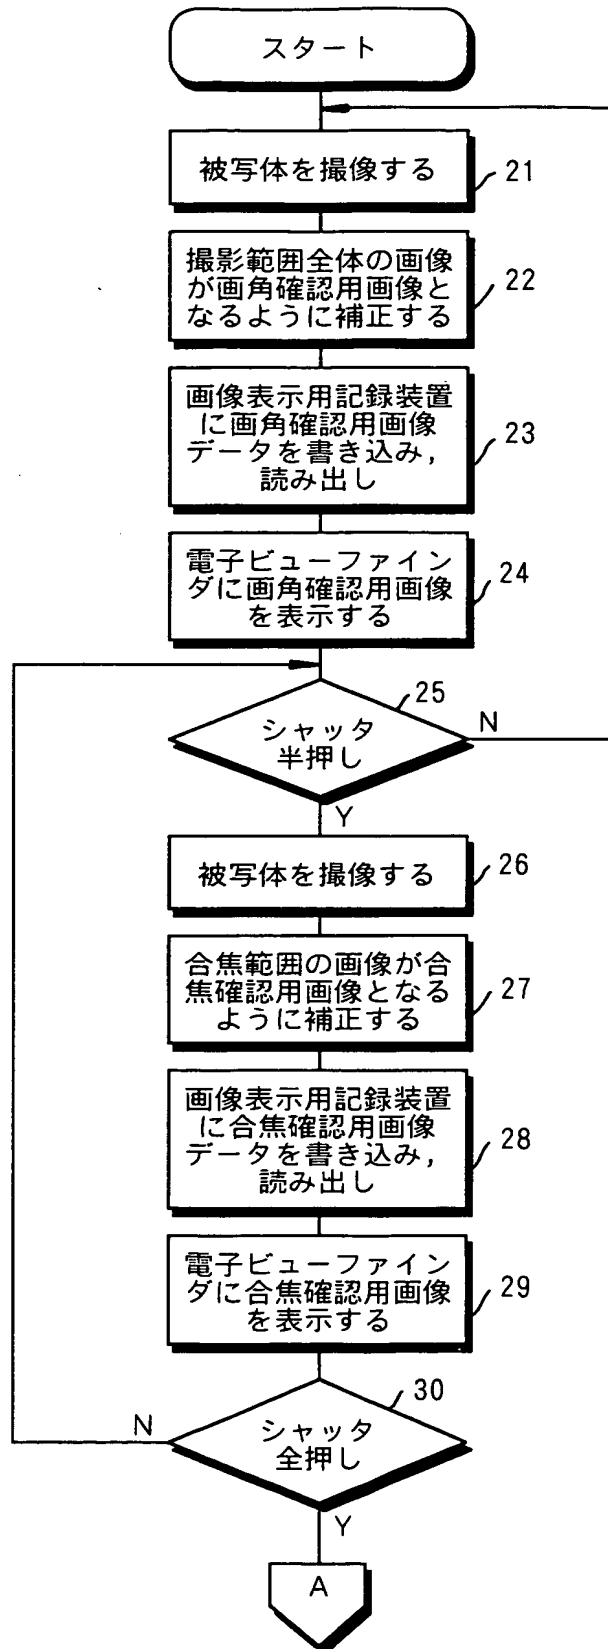 スタート
被写体を撮像する
21
撮影範囲全体の画像
が画角確認用画像と
なるように補正する
22
画像表示用記録装置
に画角確認用画像
データを書き込み，
読み出し
23
電子ビューファイン
ダに画角確認用画像
を表示する
24
25
シャッタ
半押し
N
Y
被写体を撮像する
26
合焦範囲の画像が合
焦確認用画像となる
ように補正する
27
画像表示用記録装置
に合焦確認用画像
データを書き込み，
読み出し
28
電子ビューファイン
ダに合焦確認用画像
を表示する
29
30
N
シャッタ
全押し
Y
A